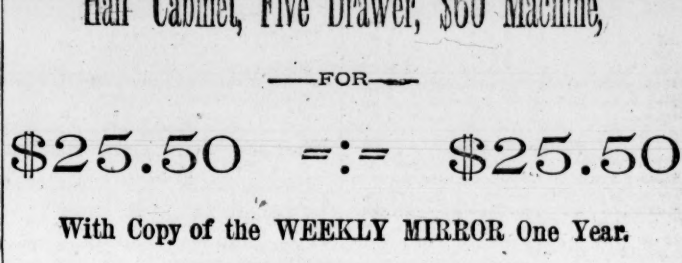 Half Cabinet, Five Drawer, $60 Machine,
FOR
$25.50 =:= $25.50
With Copy of the WEEKLY MIRROR One Year.